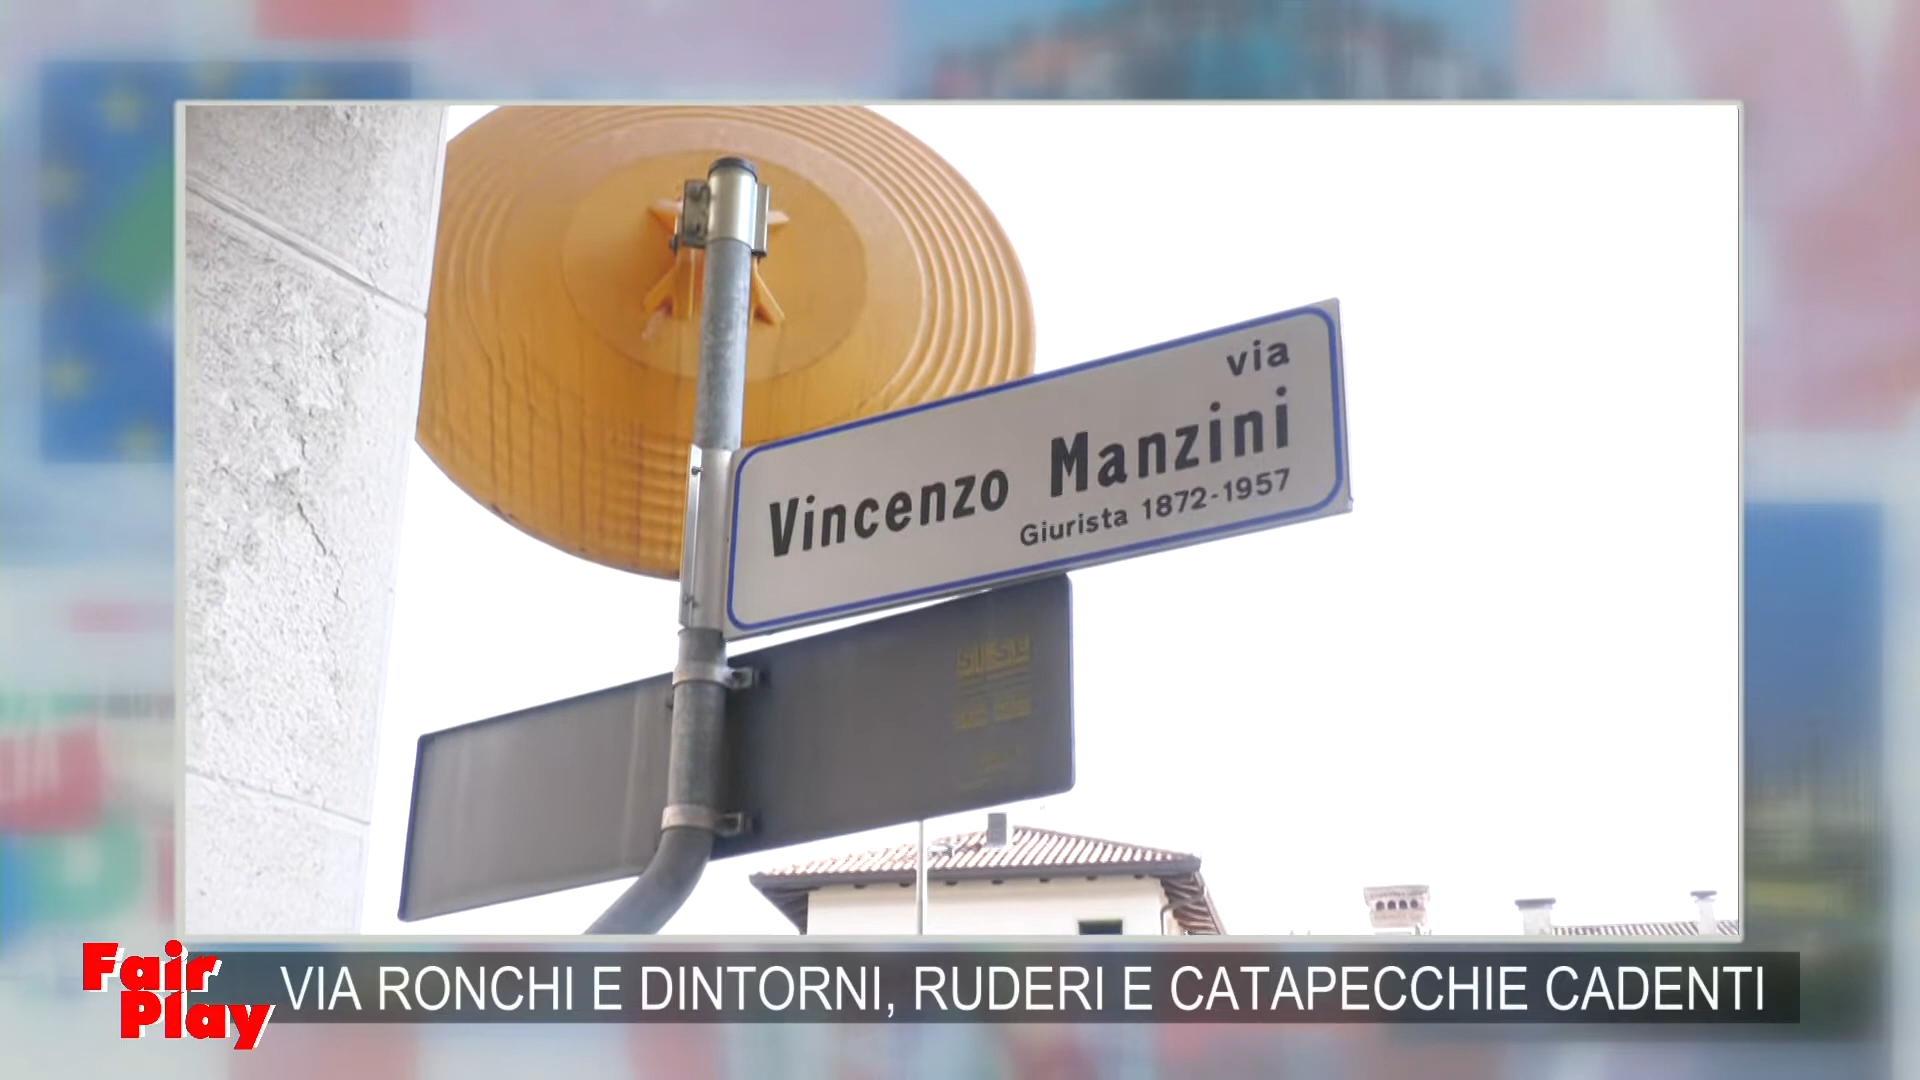 via
Vincenzo Manzini
Giurista 1872-1957
Fair
Play
VIA RONCHI E DINTORNI, RUDERI E CATAPECCHIE CADENTI